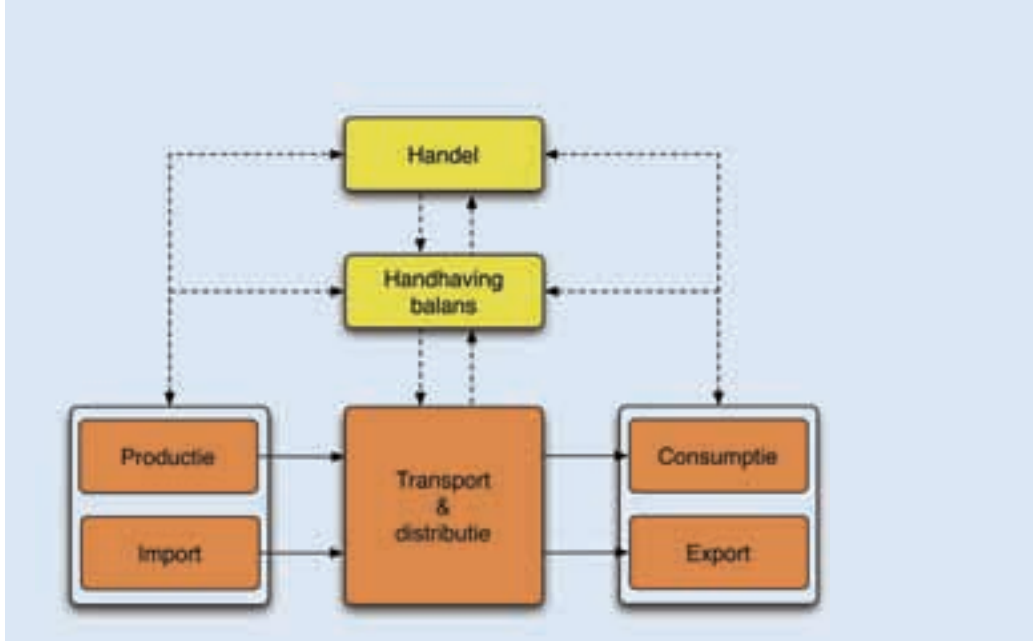 Handel
Handhaving
balans
Productie
Import
Transport
&
distributie
Consumptie
Export